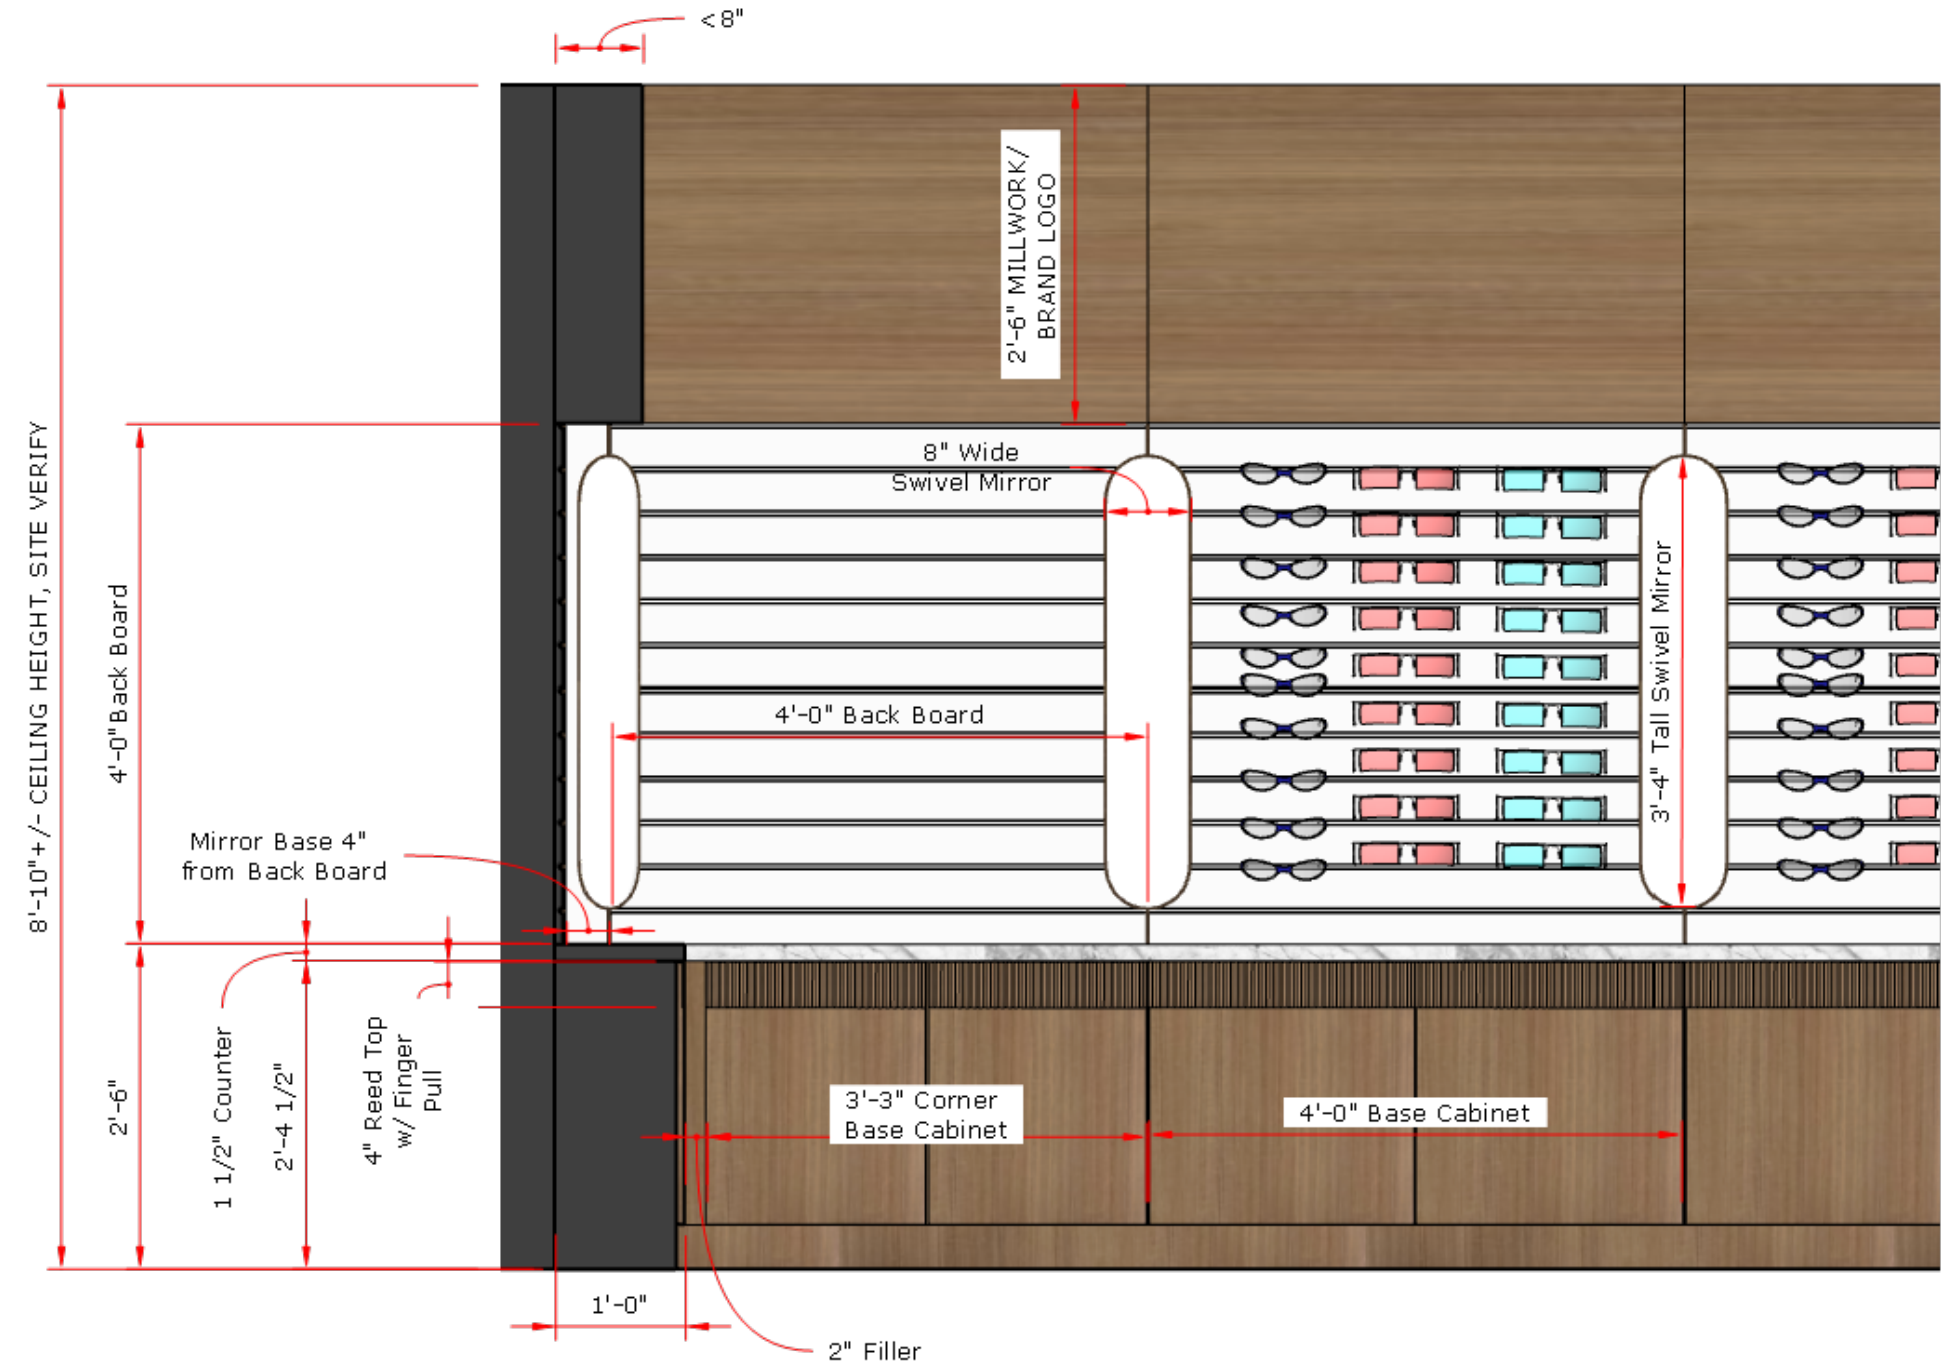 <8"
2'-6" MILLWORK/
BRAND LOGO
8'-10"+/- CEILING HEIGHT, SITE VERIFY
4'-0"Back Board
8" Wide
Swivel Mirror
3'-4" Tall Swivel Mirror
4'-0" Back Board
Mirror Base 4"
from Back Board
2'-6"
1 1/2" Counter
2'-4 1/2"
4" Reed Top
w/ Finger
Pull
3'-3" Corner
Base Cabinet
4'-0" Base Cabinet
1'-0"
2" Filler